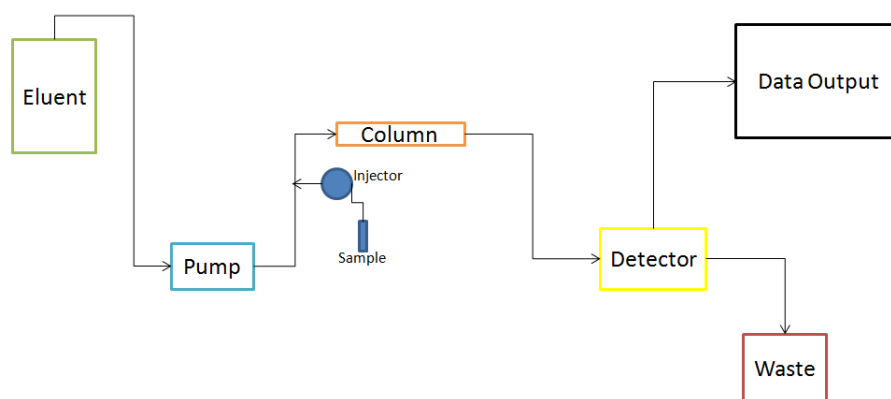 Eluent
Data Output
Column
Injector
Sample
Pump
Detector
Waste